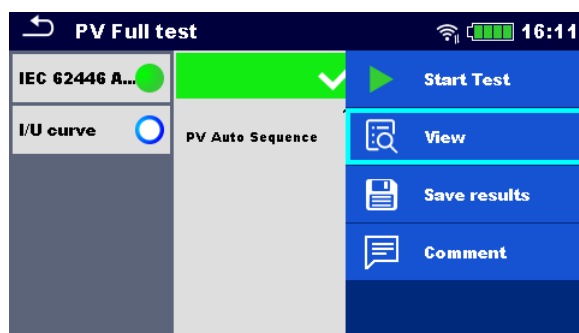 PV Full test
16:11
IEC 62446 A...
I/U curve
PV Auto Sequence
Start Test
View
Save results
Comment